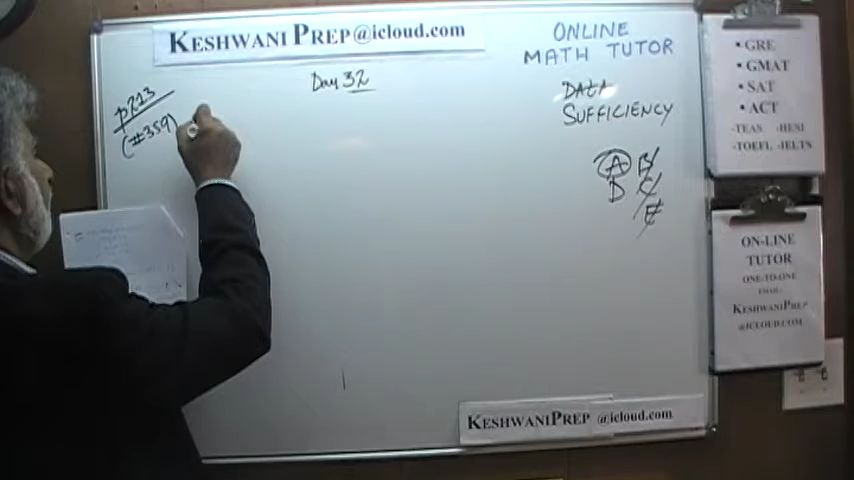 KESHWANI PREP@icloud.com
Day 32
p213
(#359)
ONLINE
MATH TUTOR
DATA
SUFFICIENCY
A B
D C
E
• GRE
• GMAT
• SAT
• ACT
-TEAS -HESI
-TOEFL -IELTS
ON-LINE
TUTOR
ONE-TO-ONE
EMAIL:
KESHWANIPREP
@ICLOUD.COM
KESHWANIPREP @icloud.com